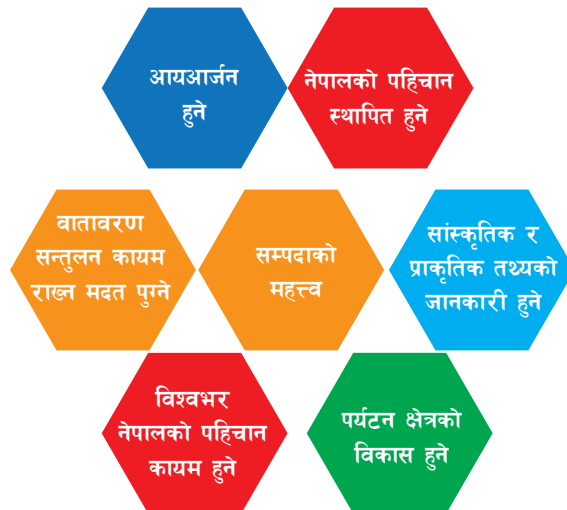 आयआर्जन
हुने
नेपालको पहिचान
स्थापित हुने
वातावरण
सन्तुलन कायम
राख्न मदत पुग्ने
सम्पदाको
महत्त्व
सांस्कृतिक र
प्राकृतिक तथ्यको
जानकारी हुने
विश्वभर
नेपालको पहिचान
कायम हुने
पर्यटन क्षेत्रको
विकास हुने